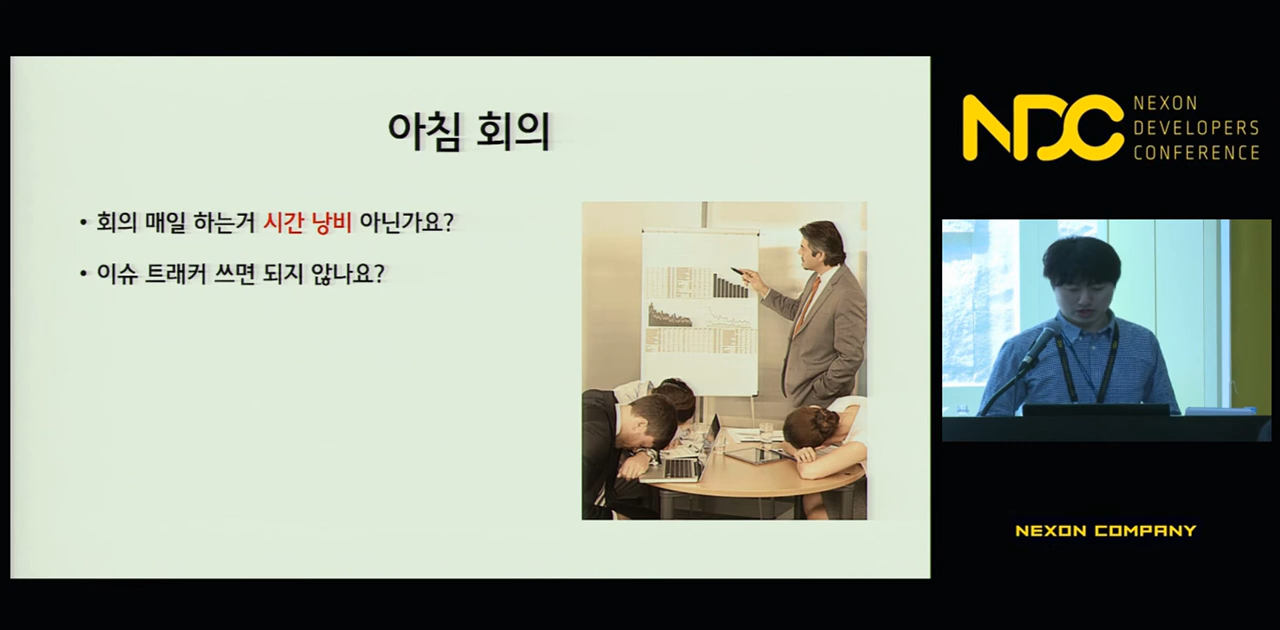 아침 회의
• 회의 매일 하는거 시간 낭비 아닌가요?
• 이슈 트래커 쓰면 되지 않나요?
NDC
NEXON
DEVELOPERS
CONFERENCE
NEXON COMPANY